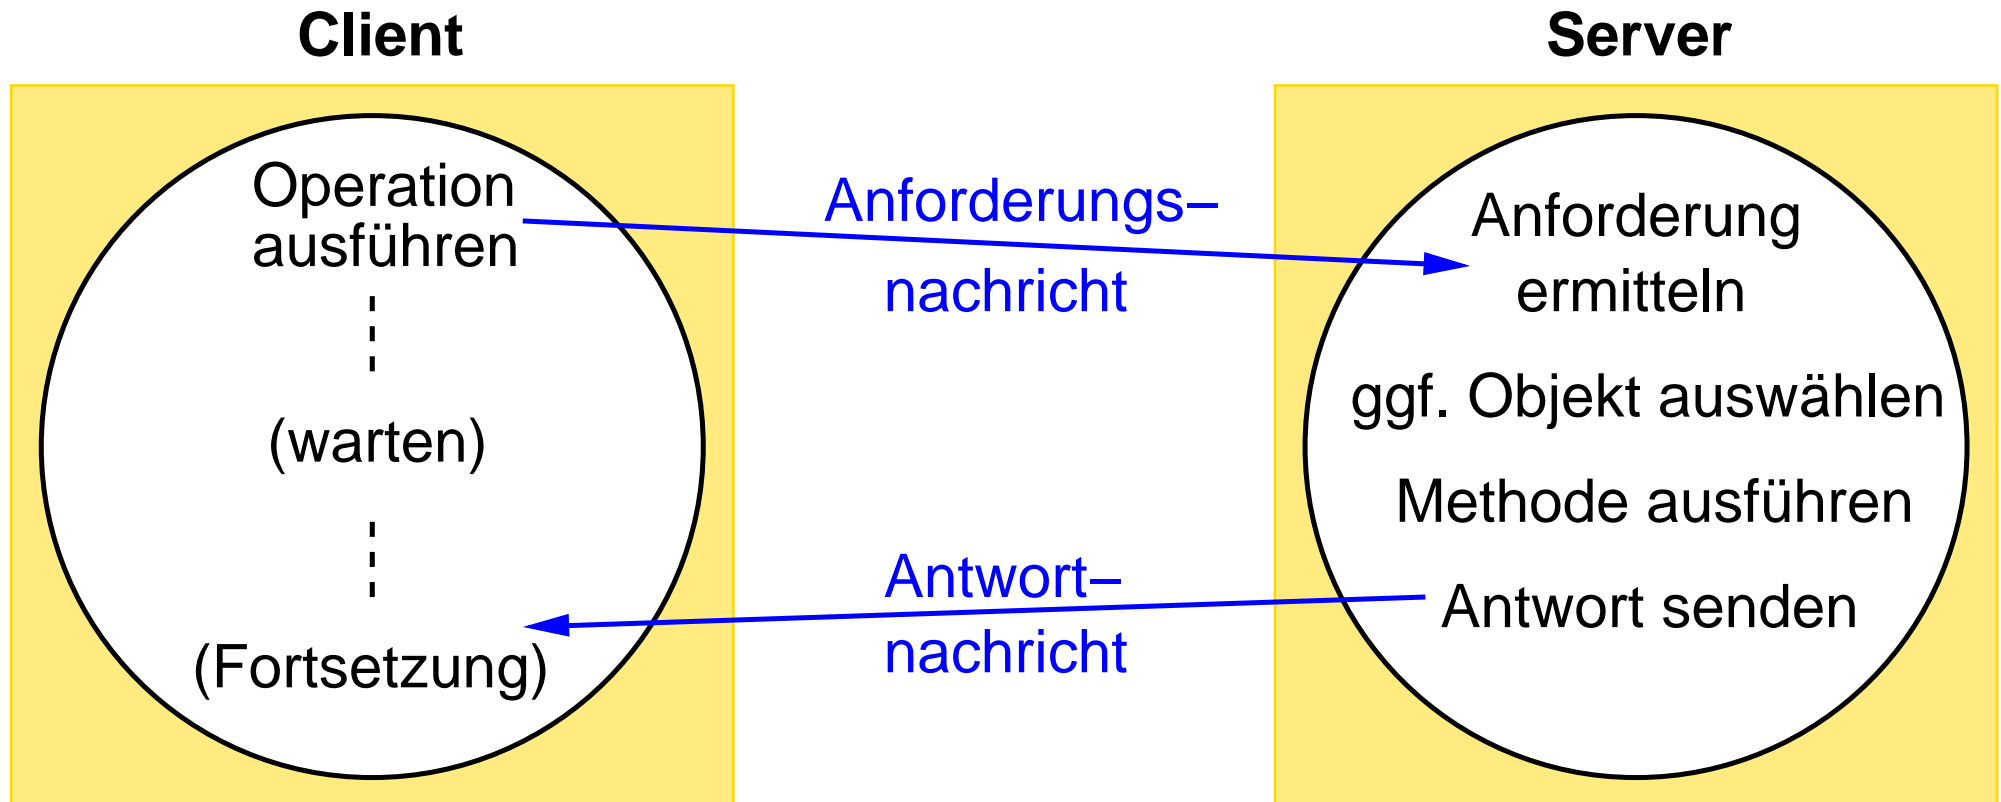 Client
Server
Operation
ausführen
(warten)
(Fortsetzung)
Anforderungs–
nachricht
Antwort–
nachricht
Anforderung
ermitteln
ggf. Objekt auswählen
Methode ausführen
Antwort senden